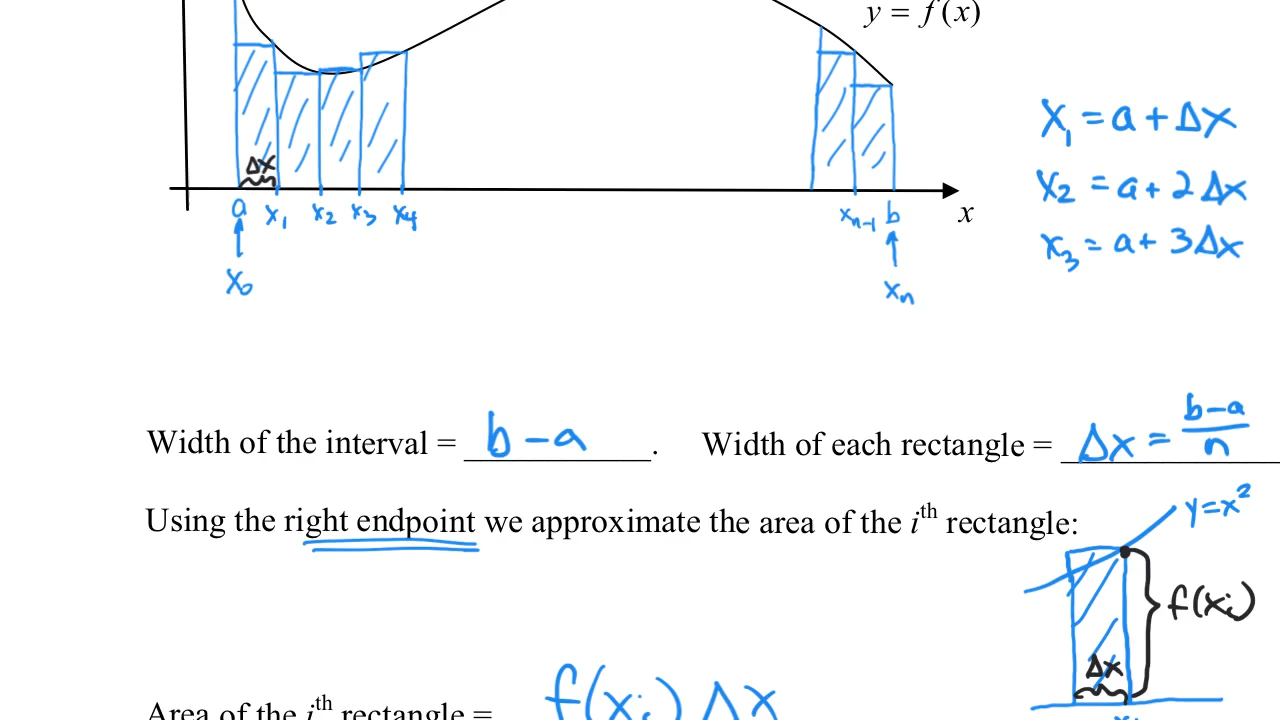 y = f(x)
x₁ = a + Δx
x₂ = a + 2Δx
x₃ = a + 3Δx
Δx
a x₁ x₂ x₃ x₄ xₙ₋₁ b x
x₀ xₙ
Width of the interval = b - a. Width of each rectangle = Δx = (b-a)/n
Using the right endpoint we approximate the area of the iᵗʰ rectangle:
y = x²
f(xᵢ)
Δx
Area of the iᵗʰ rectangle = f(xᵢ) Δx